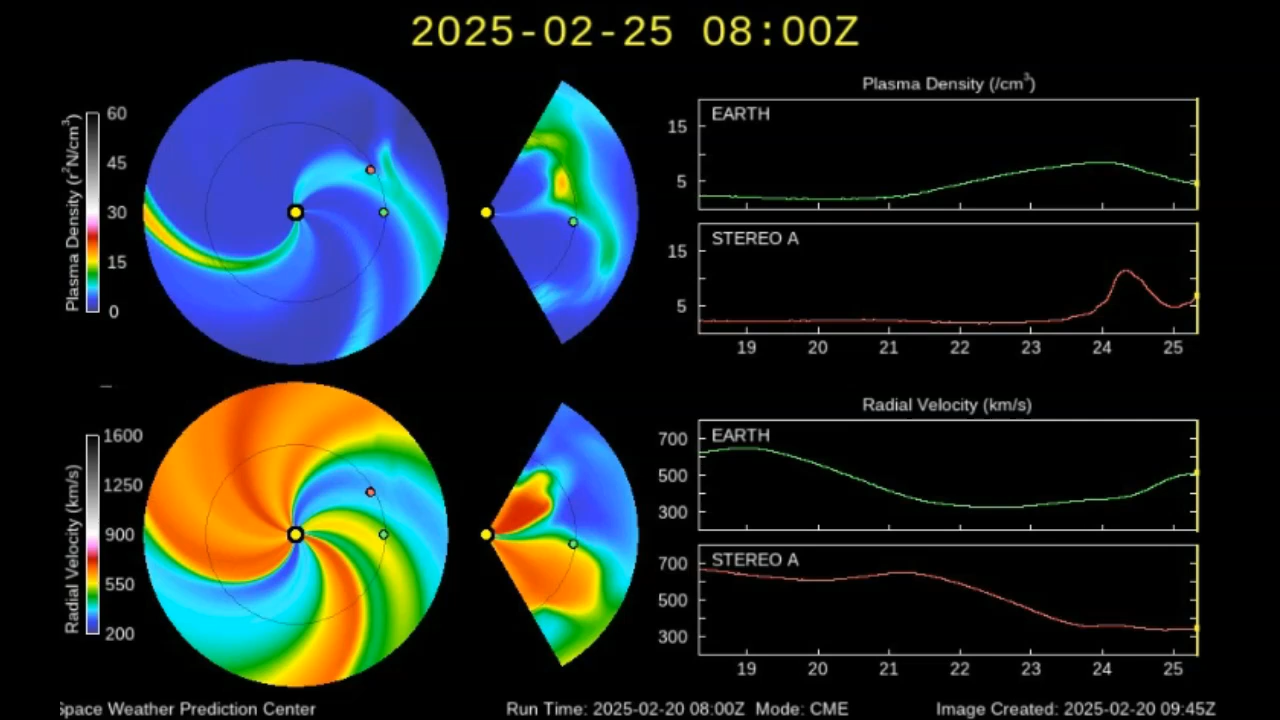 2025-02-25 08:00Z
Plasma Density (r²N/cm³)
60
45
30
15
0
Plasma Density (/cm³)
EARTH
15
5
STEREO A
15
5
19 20 21 22 23 24 25
Radial Velocity (km/s)
1600
1250
900
550
200
Radial Velocity (km/s)
EARTH
700
500
300
STEREO A
700
500
300
19 20 21 22 23 24 25
Space Weather Prediction Center
Run Time: 2025-02-20 08:00Z Mode: CME
Image Created: 2025-02-20 09:45Z